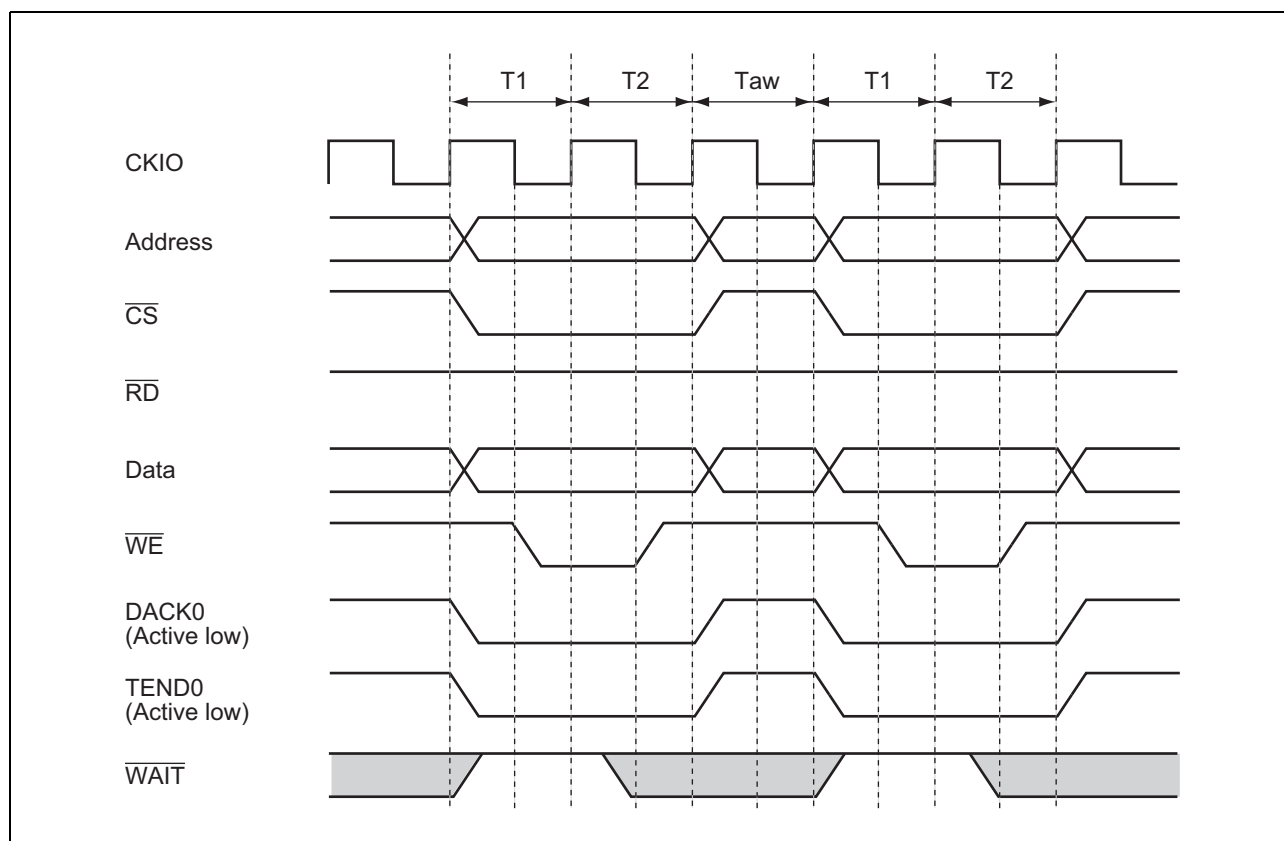 T1 T2 Taw T1 T2
CKIO
Address
CS
RD
Data
WE
DACK0
(Active low)
TEND0
(Active low)
WAIT